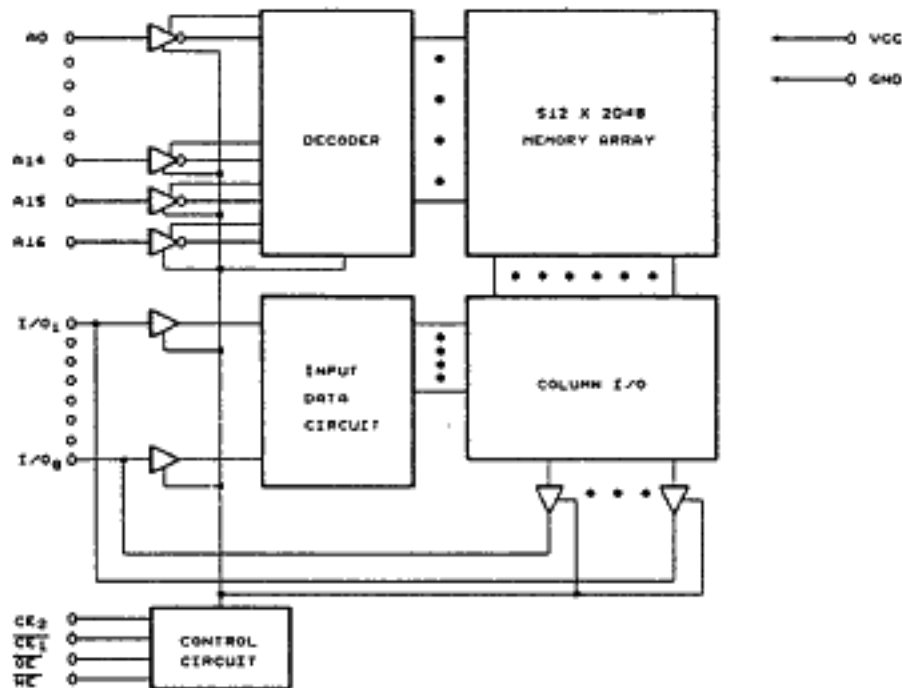 A0
VCC
GND
512 X 2048
MEMORY ARRAY
DECODER
A14
A15
A16
I/O1
INPUT
DATA
CIRCUIT
COLUMN I/O
I/O8
CE2
CE1
OE
WE
CONTROL
CIRCUIT